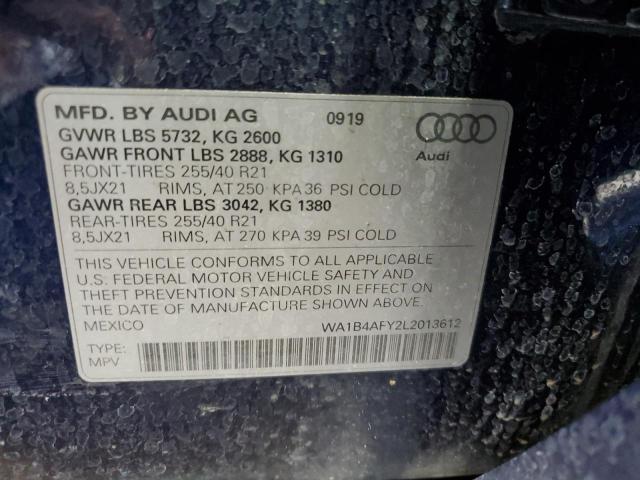 MFD. BY AUDI AG 0919
GVWR LBS 5732, KG 2600
GAWR FRONT LBS 2888, KG 1310
FRONT-TIRES 255/40 R21
8,5JX21 RIMS, AT 250 KPA 36 PSI COLD
GAWR REAR LBS 3042, KG 1380
REAR-TIRES 255/40 R21
8,5JX21 RIMS, AT 270 KPA 39 PSI COLD
Audi
THIS VEHICLE CONFORMS TO ALL APPLICABLE
U.S. FEDERAL MOTOR VEHICLE SAFETY AND
THEFT PREVENTION STANDARDS IN EFFECT ON
THE DATE OF MANUFACTURE SHOWN ABOVE.
MEXICO WA1B4AFY2L2013612
TYPE:
MPV